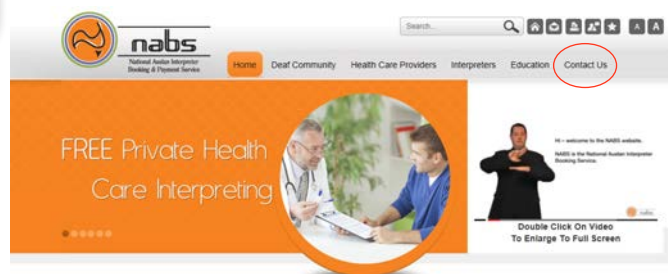 Search...
A A
nabs
National Auslan Interpreter
Booking & Payment Service
Home Deaf Community Health Care Providers Interpreters Education Contact Us
FREE Private Health
Care Interpreting
Hi – welcome to the NABS website.
NABS is the National Auslan Interpreter
Booking Service.
nabs
Double Click On Video
To Enlarge To Full Screen